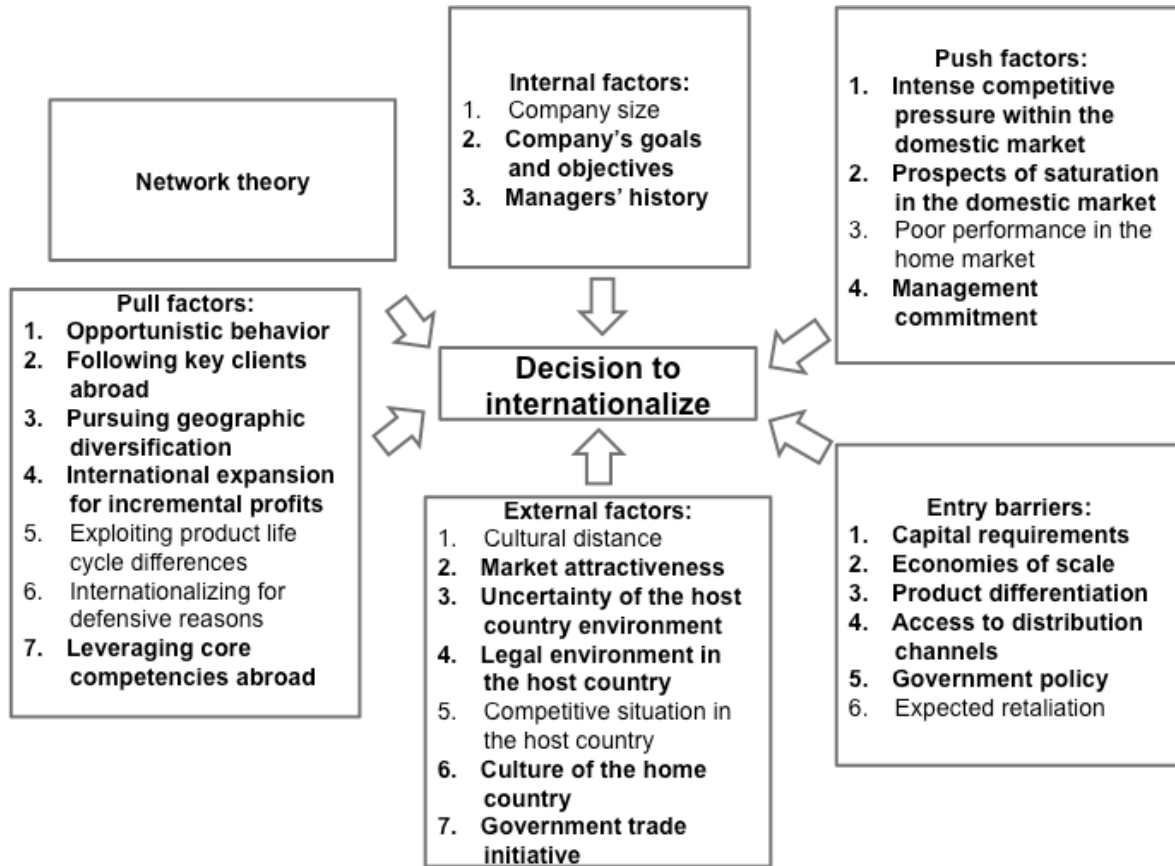 Network theory
Internal factors:
1. Company size
2. Company's goals
and objectives
3. Managers' history
Push factors:
1. Intense competitive
pressure within the
domestic market
2. Prospects of saturation
in the domestic market
3. Poor performance in the
home market
4. Management
commitment
Pull factors:
1. Opportunistic behavior
2. Following key clients
abroad
3. Pursuing geographic
diversification
4. International expansion
for incremental profits
5. Exploiting product life
cycle differences
6. Internationalizing for
defensive reasons
7. Leveraging core
competencies abroad
Decision to
internationalize
External factors:
1. Cultural distance
2. Market attractiveness
3. Uncertainty of the host
country environment
4. Legal environment in
the host country
5. Competitive situation in
the host country
6. Culture of the home
country
7. Government trade
initiative
Entry barriers:
1. Capital requirements
2. Economies of scale
3. Product differentiation
4. Access to distribution
channels
5. Government policy
6. Expected retaliation